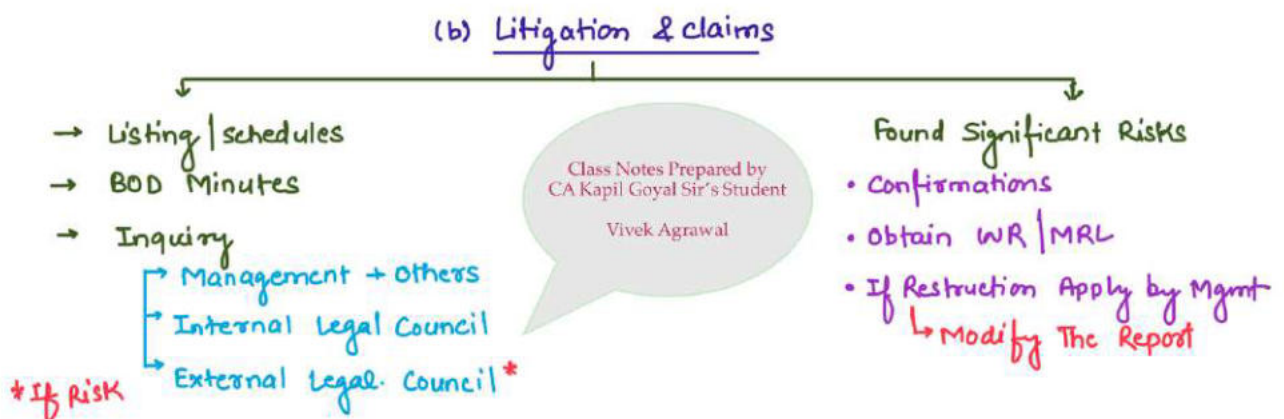 (b) Litigation & claims
→ Listing | schedules
→ BOD Minutes
→ Inquiry
→ Management + Others
→ Internal Legal Council
→ External Legal. Council *
* If Risk
Class Notes Prepared by
CA Kapil Goyal Sir's Student
Vivek Agrawal
Found Significant Risks
• Confirmations
• Obtain WR | MRL
• If Restruction Apply by Mgmt
↳ Modify The Report